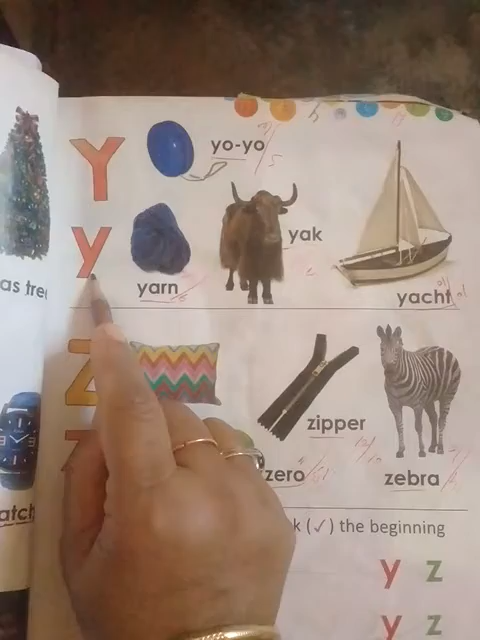 Y
yo-yo
y
yak
as tre
yarn
yacht
Z
zipper
zero
zebra
atch
k (✓) the beginning
y z
y z